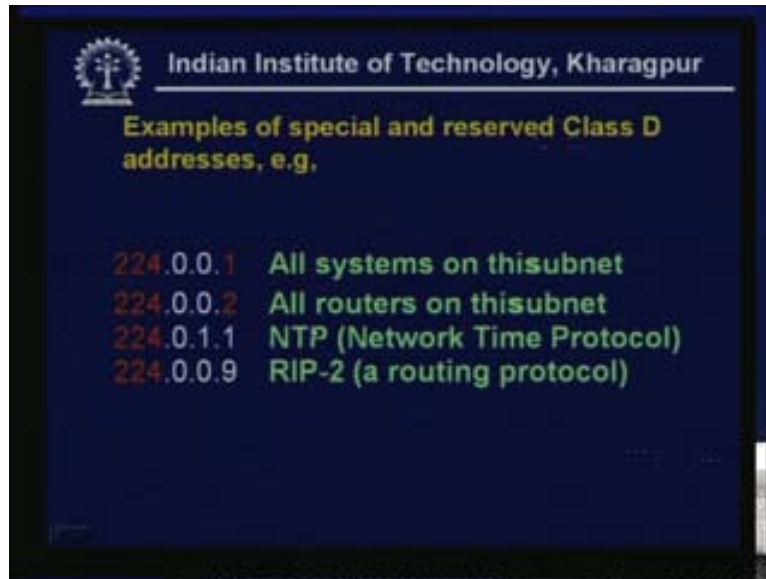 Indian Institute of Technology, Kharagpur
Examples of special and reserved Class D
addresses, e.g,
224.0.0.1 All systems on thisubnet
224.0.0.2 All routers on thisubnet
224.0.1.1 NTP (Network Time Protocol)
224.0.0.9 RIP-2 (a routing protocol)